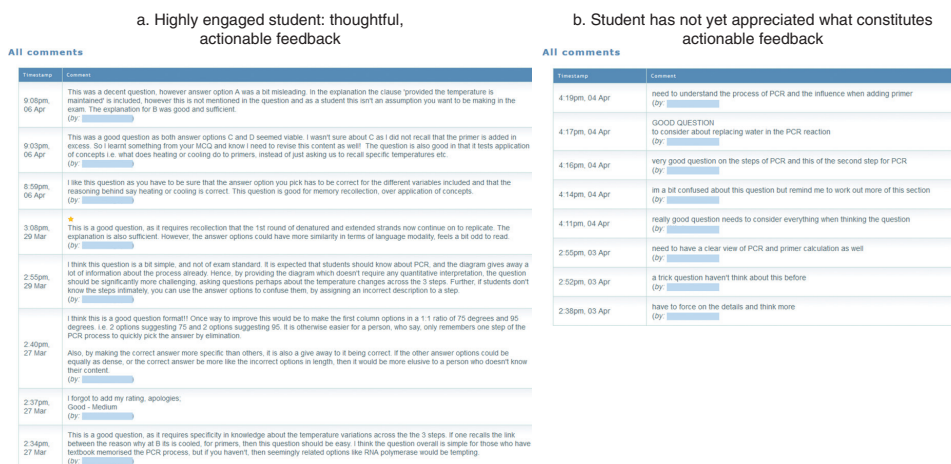 a. Highly engaged student: thoughtful,
actionable feedback
All comments
Timestamp Comment
9:08pm, 06 Apr
This was a decent question, however answer option A was a bit misleading. In the explanation the clause 'provided the temperature is
maintained' is included, however this is not mentioned in the question and as a student this isn't an assumption you want to be making in the
exam. The explanation for B was good and sufficient.
(by: )
9:03pm, 06 Apr
This was a good question as both answer options C and D seemed viable. I wasn't sure about C as I did not recall that the primer is added in
excess. So I learnt something from your MCQ and know I need to revise this content as well! The question is also good in that it tests application
of concepts i.e. what does heating or cooling do to primers, instead of just asking us to recall specific temperatures etc.
(by: )
8:59pm, 06 Apr
I like this question as you have to be sure that the answer option you pick has to be correct for the different variables included and that the
reasoning behind say heating or cooling is correct. This question is good for memory recollection, over application of concepts.
(by: )
3:08pm, 29 Mar
This is a good question, as it requires recollection that the 1st round of denatured and extended strands now continue on to replicate. The
explanation is also sufficient. However, the answer options could have more similarity in terms of language modality, feels a bit odd to read.
(by: )
2:55pm, 29 Mar
I think this question is a bit simple, and not of exam standard. It is expected that students should know about PCR, and the diagram gives away a
lot of information about the process already. Hence, by providing the diagram which doesn't require any quantitative interpretation, the question
should be significantly more challenging, asking questions perhaps about the temperature changes across the 3 steps. Further, if students don't
know the steps intimately, you can use the answer options to confuse them, by assigning an incorrect description to a step.
(by: )
2:40pm, 27 Mar
I think this is a good question format!! Once way to improve this would be to make the first column options in a 1:1 ratio of 75 degrees and 95
degrees. i.e. 2 options suggesting 75 and 2 options suggesting 95. It is otherwise easier for a person, who say, only remembers one step of the
PCR process to quickly pick the answer by elimination.
Also, by making the correct answer more specific than others, it is also a give away to it being correct. If the other answer options could be
equally as dense, or the correct answer be more like the incorrect options in length, then it would be more elusive to a person who doesn't know
their content.
(by: )
2:37pm, 27 Mar
I forgot to add my rating, apologies.
Good - Medium
(by: )
2:34pm, 27 Mar
This is a good question, as it requires specificity in knowledge about the temperature variations across the the 3 steps. If one recalls the link
between the reason why at B its is cooled, for primers, then this question should be easy. I think the question overall is simple for those who have
textbook memorised the PCR process, but if you haven't, then seemingly related options like RNA polymerase would be tempting.
(by: )
b. Student has not yet appreciated what constitutes
actionable feedback
All comments
Timestamp Comment
4:19pm, 04 Apr
need to understand the process of PCR and the influence when adding primer
(by:
4:17pm, 04 Apr
GOOD QUESTION
to consider about replacing water in the PCR reaction
(by:
4:16pm, 04 Apr
very good question on the steps of PCR and this of the second step for PCR
(by:
4:14pm, 04 Apr
im a bit confused about this question but remind me to work out more of this section
(by:
4:11pm, 04 Apr
really good question needs to consider everything when thinking the question
(by:
2:55pm, 03 Apr
need to have a clear view of PCR and primer calculation as well
(by:
2:52pm, 03 Apr
a trick question haven't think about this before
(by:
2:38pm, 03 Apr
have to force on the details and think more
(by: